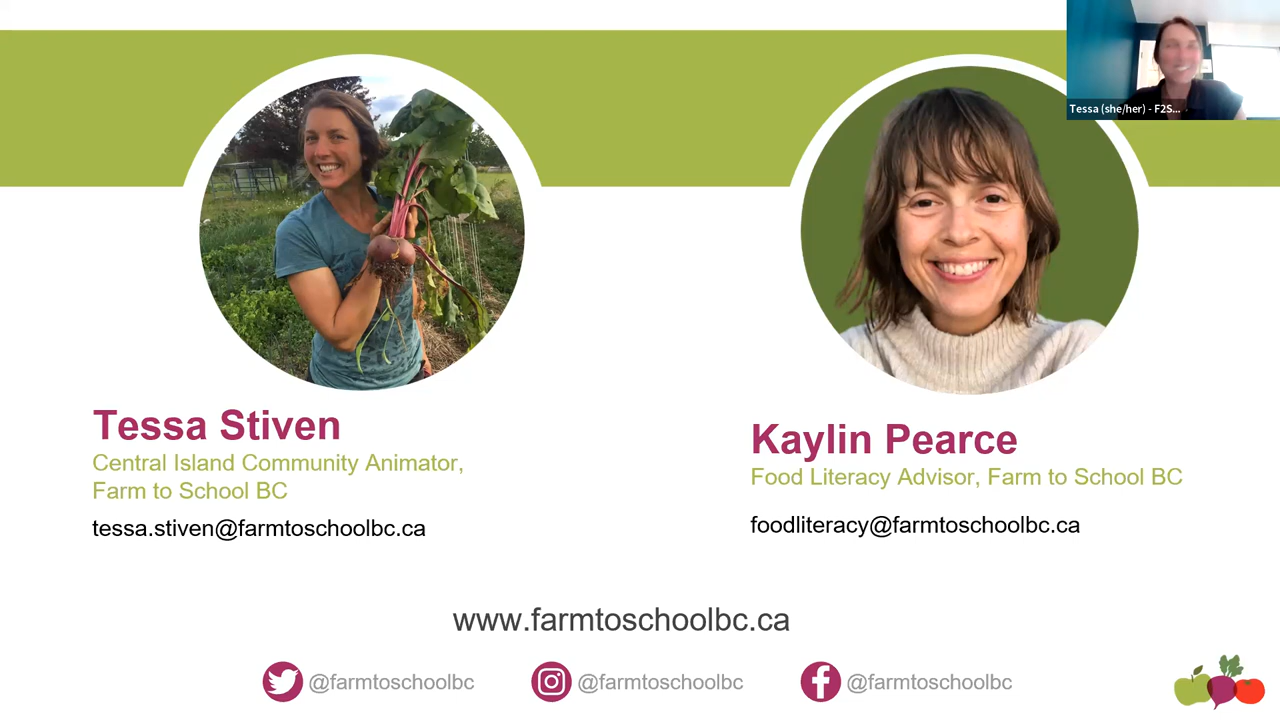 Tessa (she/her) - F2S...
Tessa Stiven
Central Island Community Animator,
Farm to School BC
tessa.stiven@farmtoschoolbc.ca
Kaylin Pearce
Food Literacy Advisor, Farm to School BC
foodliteracy@farmtoschoolbc.ca
www.farmtoschoolbc.ca
@farmtoschoolbc
@farmtoschoolbc
@farmtoschoolbc